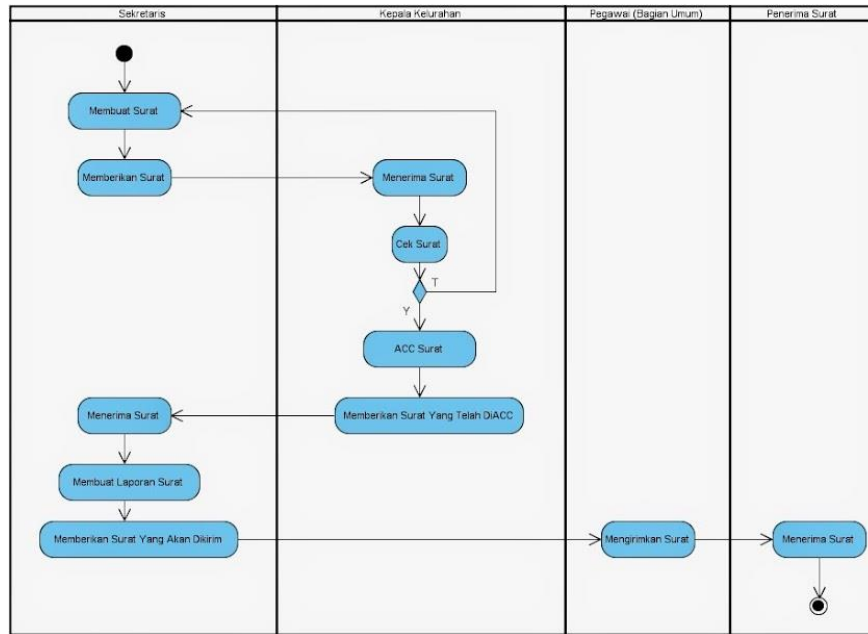 Sekretaris
Kepala Kelurahan
Pegawai (Bagian Umum)
Penerima Surat
Membuat Surat
Memberikan Surat
Menerima Surat
Cek Surat
T
Y
ACC Surat
Memberikan Surat Yang Telah DiACC
Menerima Surat
Membuat Laporan Surat
Memberikan Surat Yang Akan Dikirim
Mengirimkan Surat
Menerima Surat